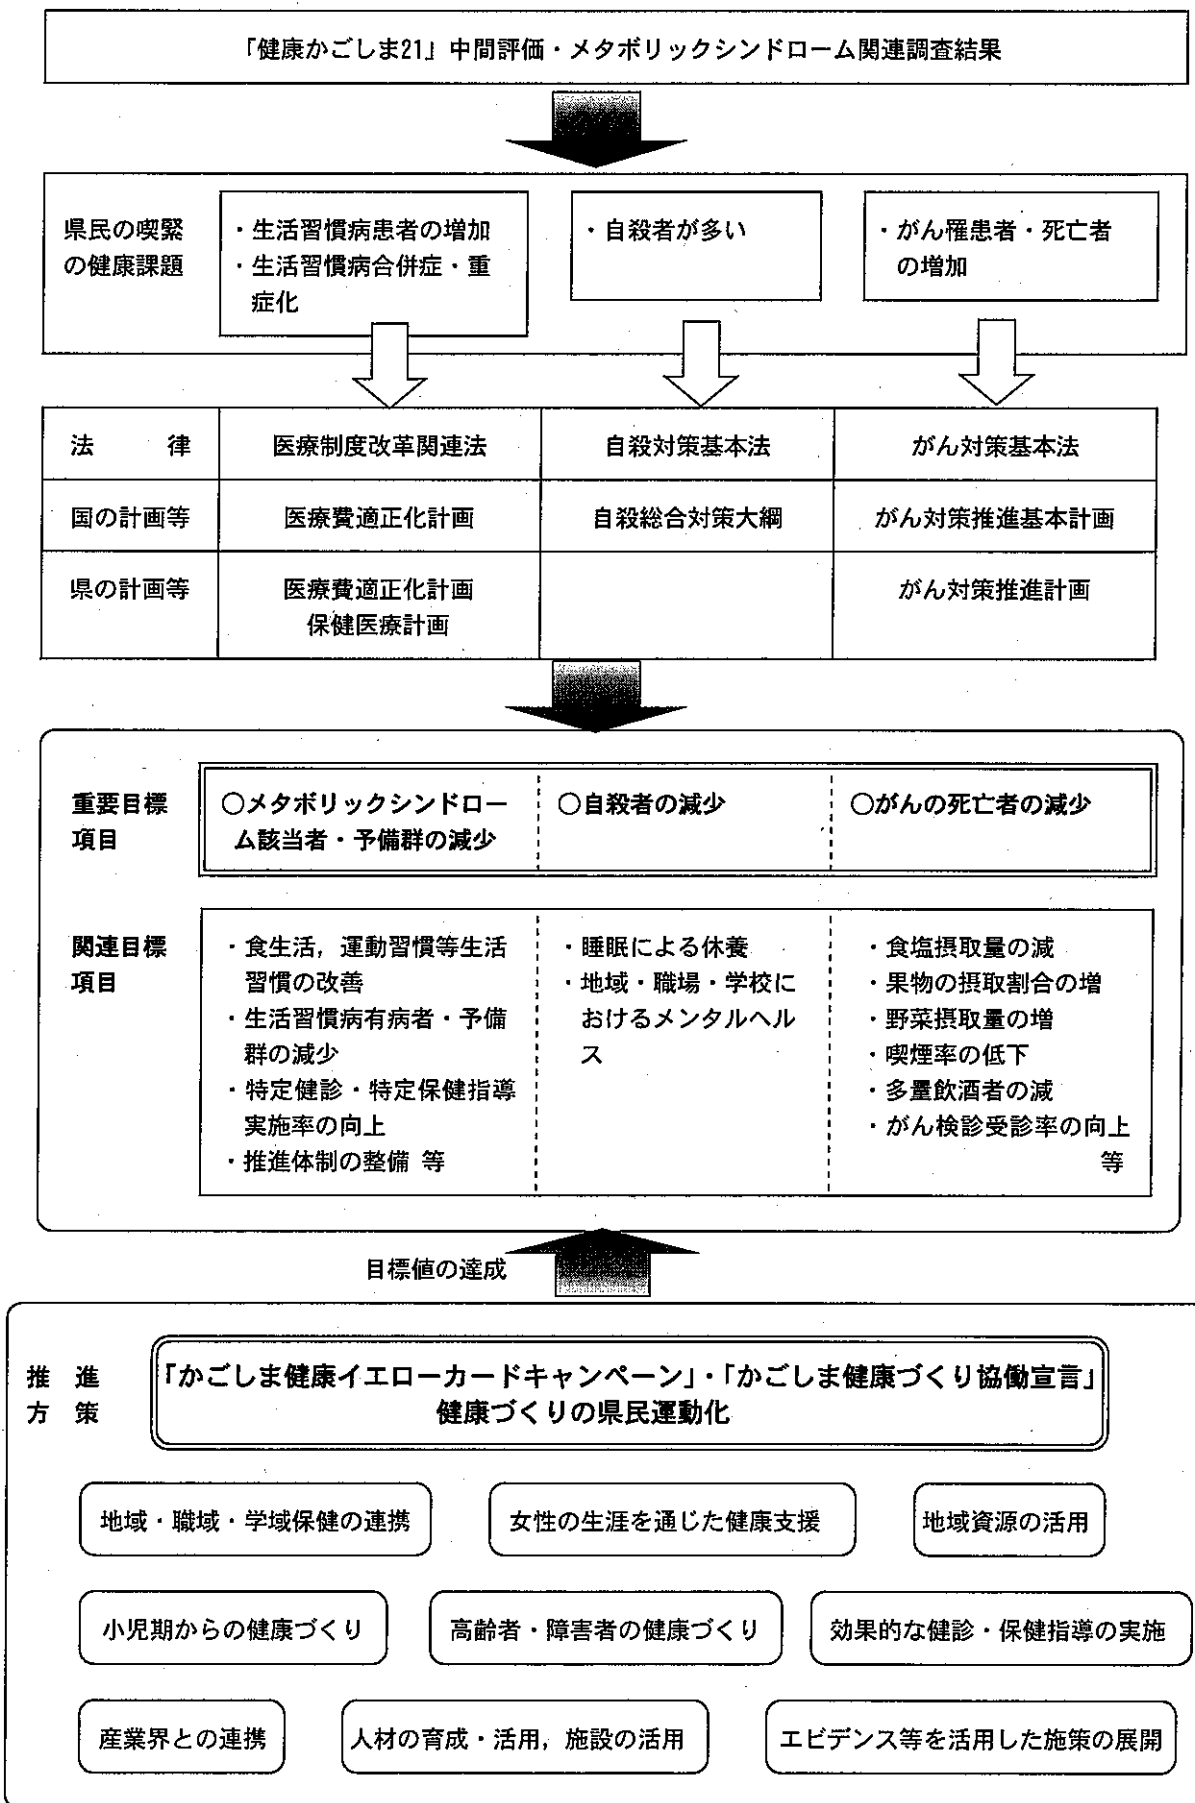 「健康かごしま21」中間評価・メタボリックシンドローム関連調査結果
県民の喫緊
の健康課題
・生活習慣病患者の増加
・生活習慣病合併症・重
症化
・自殺者が多い
・がん罹患者・死亡者
の増加
法　　律
医療制度改革関連法
自殺対策基本法
がん対策基本法
国の計画等
医療費適正化計画
自殺総合対策大綱
がん対策推進基本計画
県の計画等
医療費適正化計画
保健医療計画
がん対策推進計画
重要目標
項目
○メタボリックシンドロー
ム該当者・予備群の減少
○自殺者の減少
○がんの死亡者の減少
関連目標
項目
・食生活，運動習慣等生活
習慣の改善
・生活習慣病有病者・予備
群の減少
・特定健診・特定保健指導
実施率の向上
・推進体制の整備 等
・睡眠による休養
・地域・職場・学校に
おけるメンタルヘル
ス
・食塩摂取量の減
・果物の摂取割合の増
・野菜摂取量の増
・喫煙率の低下
・多量飲酒者の減
・がん検診受診率の向上
等
目標値の達成
推　進
方　策
「かごしま健康イエローカードキャンペーン」・「かごしま健康づくり協働宣言」
健康づくりの県民運動化
地域・職域・学域保健の連携
女性の生涯を通じた健康支援
地域資源の活用
小児期からの健康づくり
高齢者・障害者の健康づくり
効果的な健診・保健指導の実施
産業界との連携
人材の育成・活用，施設の活用
エビデンス等を活用した施策の展開